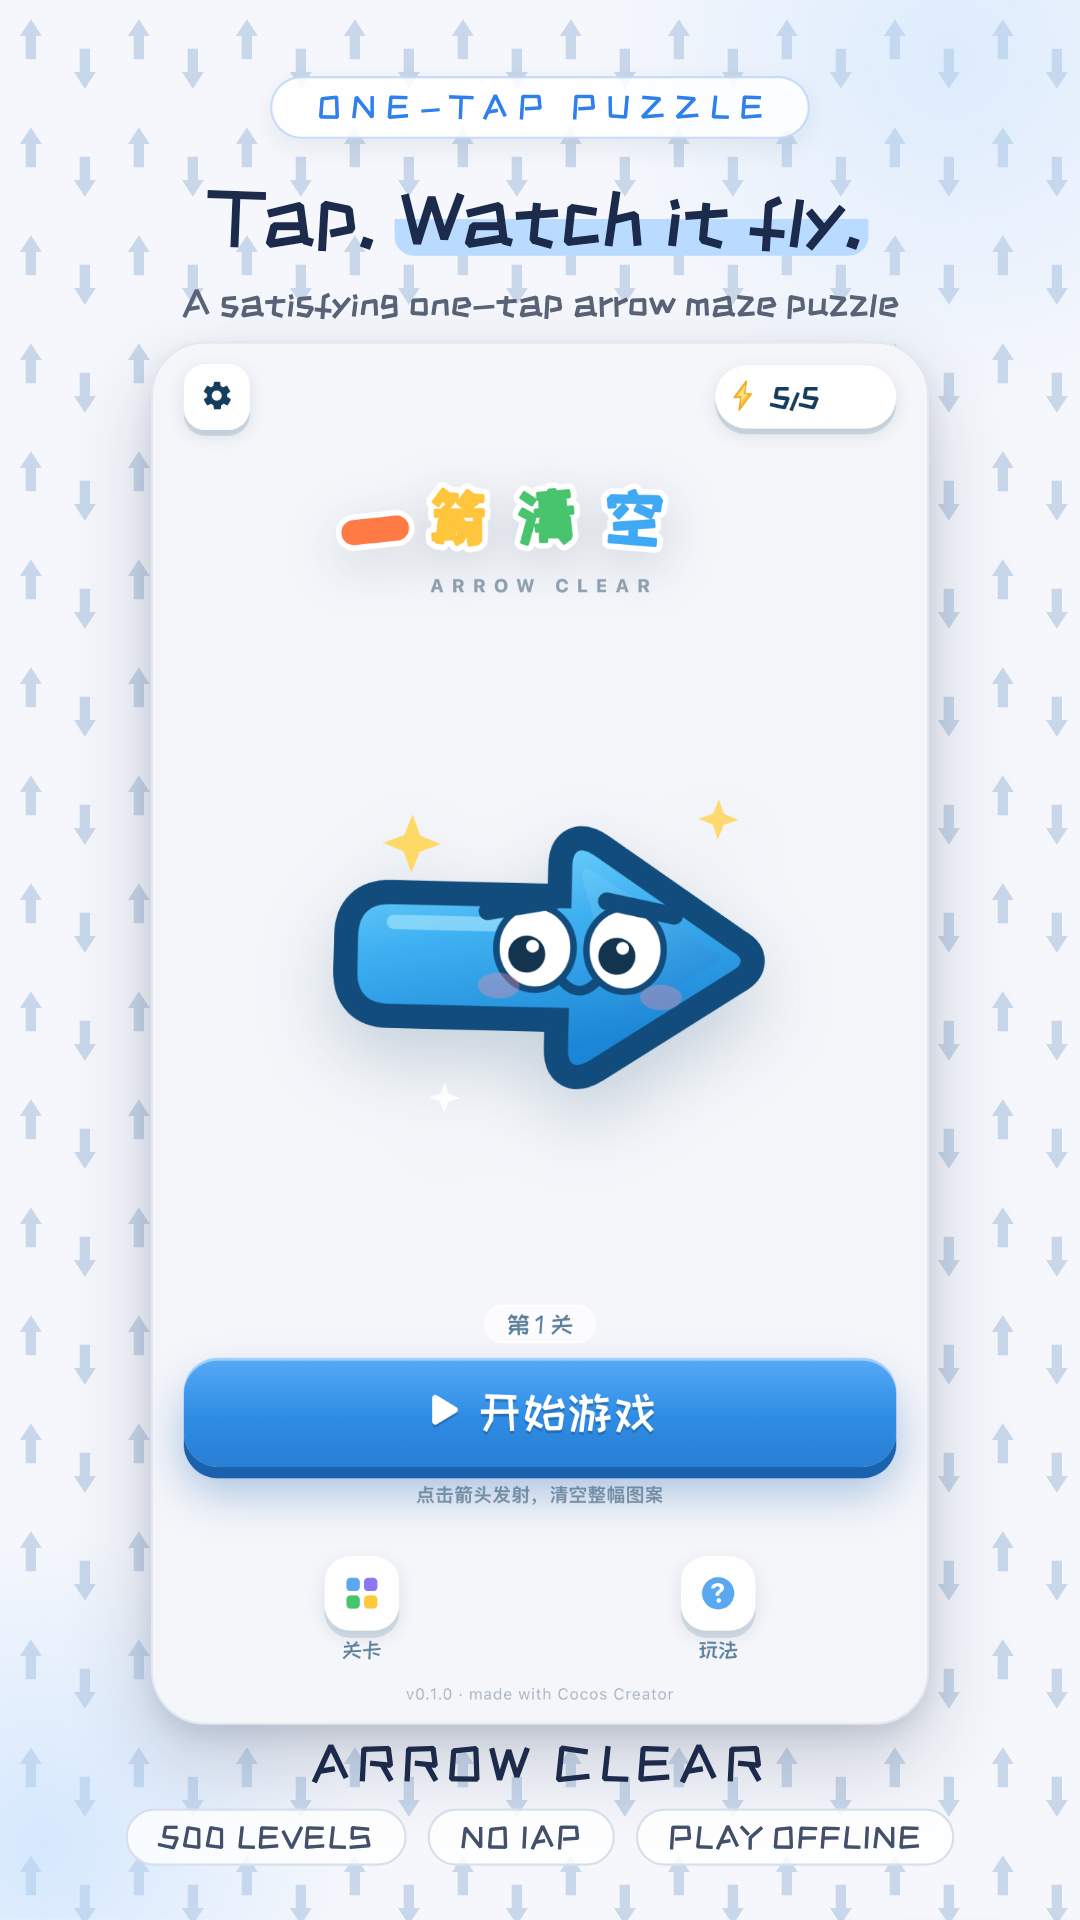 ONE-TAP PUZZLE
Tap. Watch it fly.
A satisfying one-tap arrow maze puzzle
5/5
一箭清空
ARROW CLEAR
第1关
开始游戏
点击箭头发射，清空整幅图案
关卡
玩法
v0.1.0 · made with Cocos Creator
ARROW CLEAR
500 LEVELS
NO IAP
PLAY OFFLINE